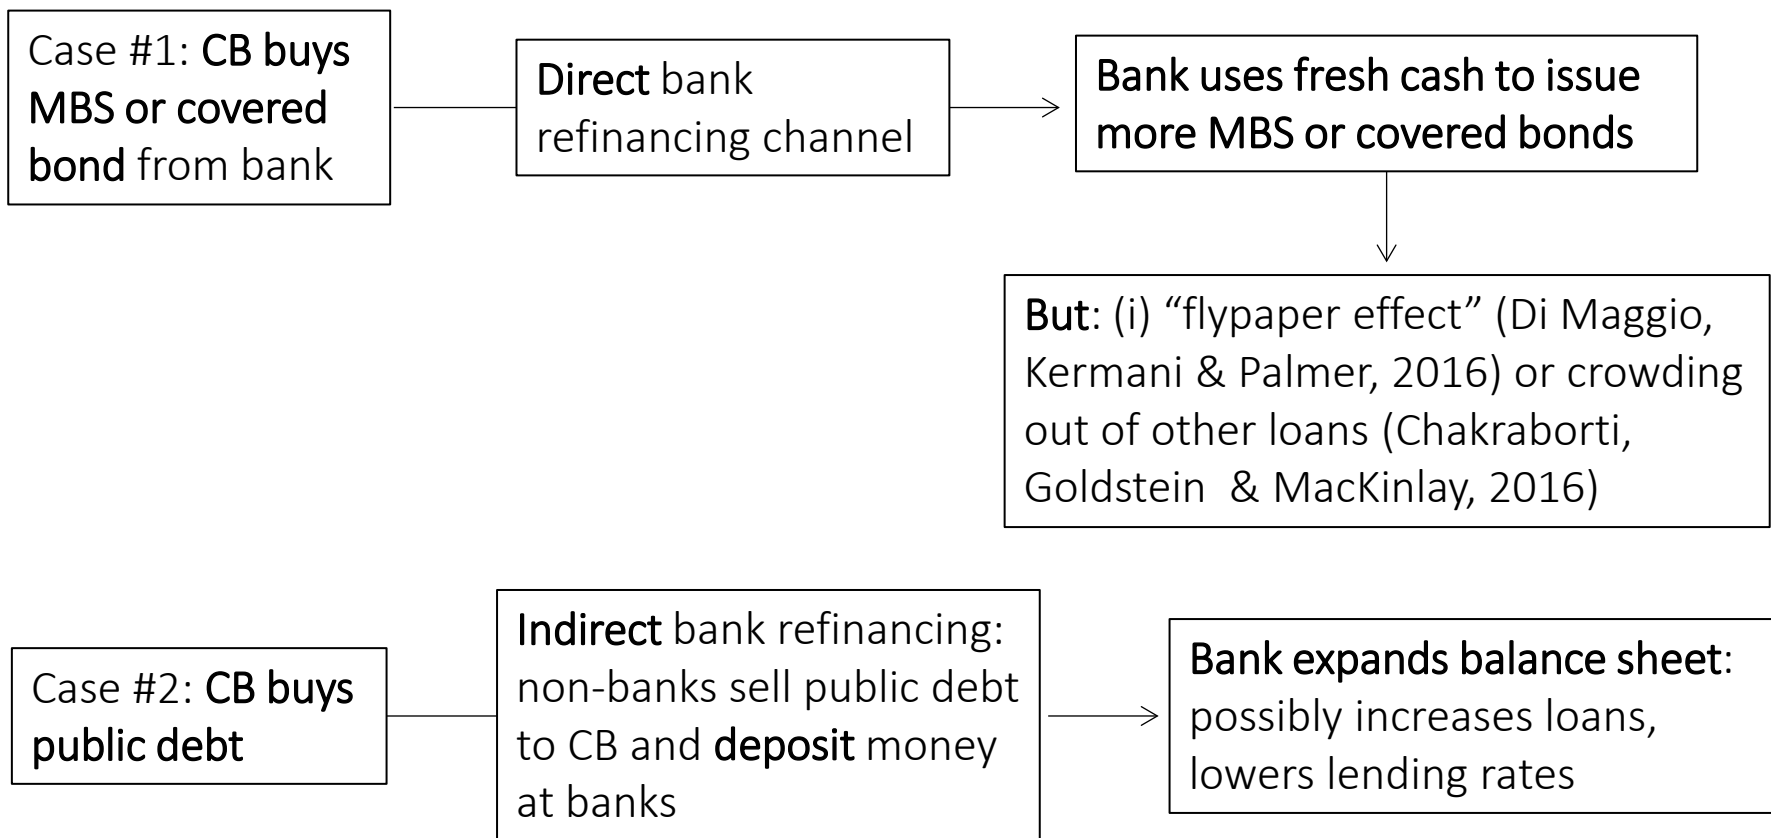 Case #1: CB buys
MBS or covered
bond from bank
Direct bank
refinancing channel
Bank uses fresh cash to issue
more MBS or covered bonds
But: (i) “flypaper effect” (Di Maggio,
Kermani & Palmer, 2016) or crowding
out of other loans (Chakraborti,
Goldstein & MacKinlay, 2016)
Case #2: CB buys
public debt
Indirect bank refinancing:
non-banks sell public debt
to CB and deposit money
at banks
Bank expands balance sheet:
possibly increases loans,
lowers lending rates